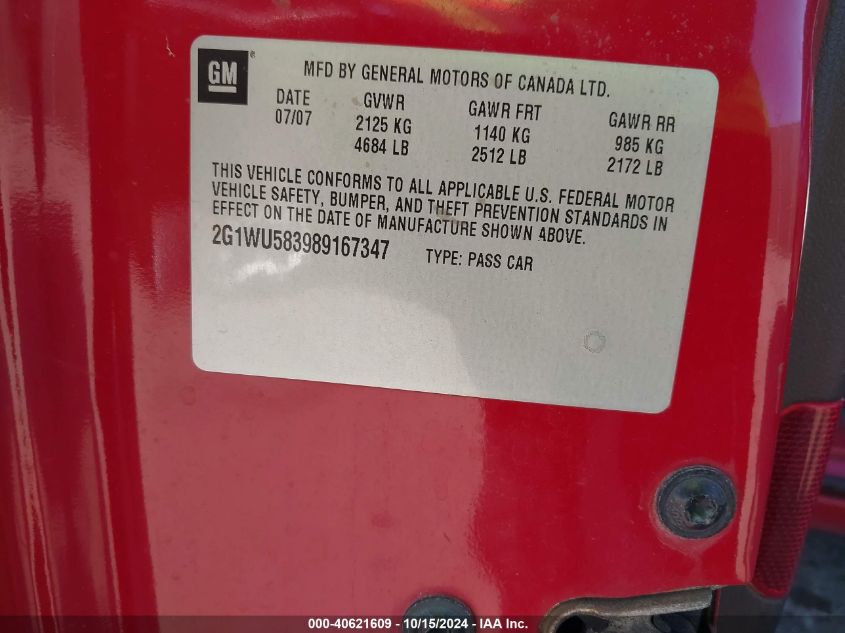 GM®
MFD BY GENERAL MOTORS OF CANADA LTD.
DATE GVWR GAWR FRT GAWR RR
07/07 2125 KG 1140 KG 985 KG
4684 LB 2512 LB 2172 LB
THIS VEHICLE CONFORMS TO ALL APPLICABLE U.S. FEDERAL MOTOR
VEHICLE SAFETY, BUMPER, AND THEFT PREVENTION STANDARDS IN
EFFECT ON THE DATE OF MANUFACTURE SHOWN ABOVE.
2G1WU583989167347 TYPE: PASS CAR
000-40621609 - 10/15/2024 - IAA Inc.